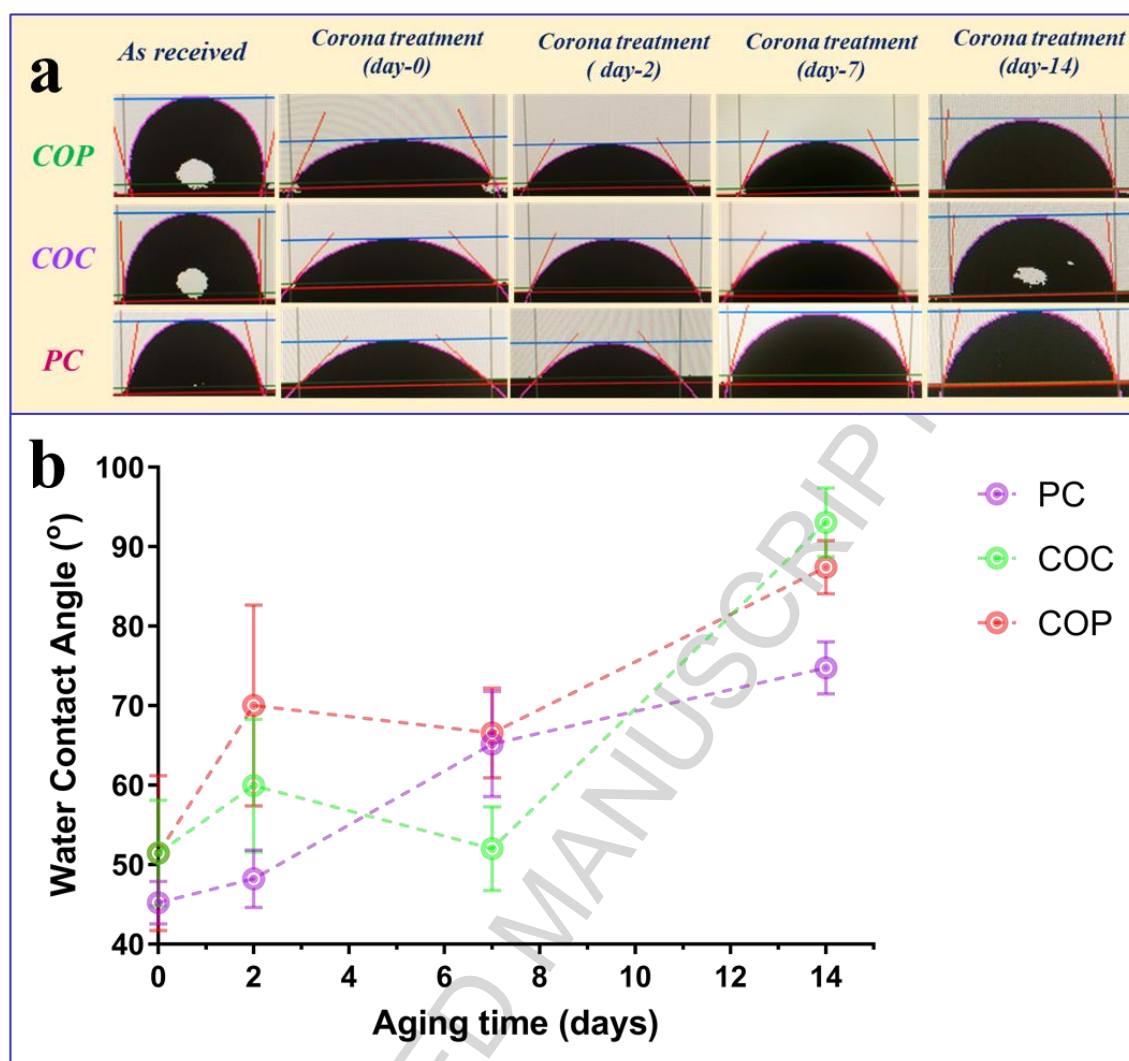 a
As received
Corona treatment
(day-0)
Corona treatment
( day-2)
Corona treatment
(day-7)
Corona treatment
(day-14)
COP
COC
PC
b
Water Contact Angle (º)
100
90
80
70
60
50
40
0 2 4 6 8 10 12 14
Aging time (days)
PC
COC
COP
ED MANUSCRIPT